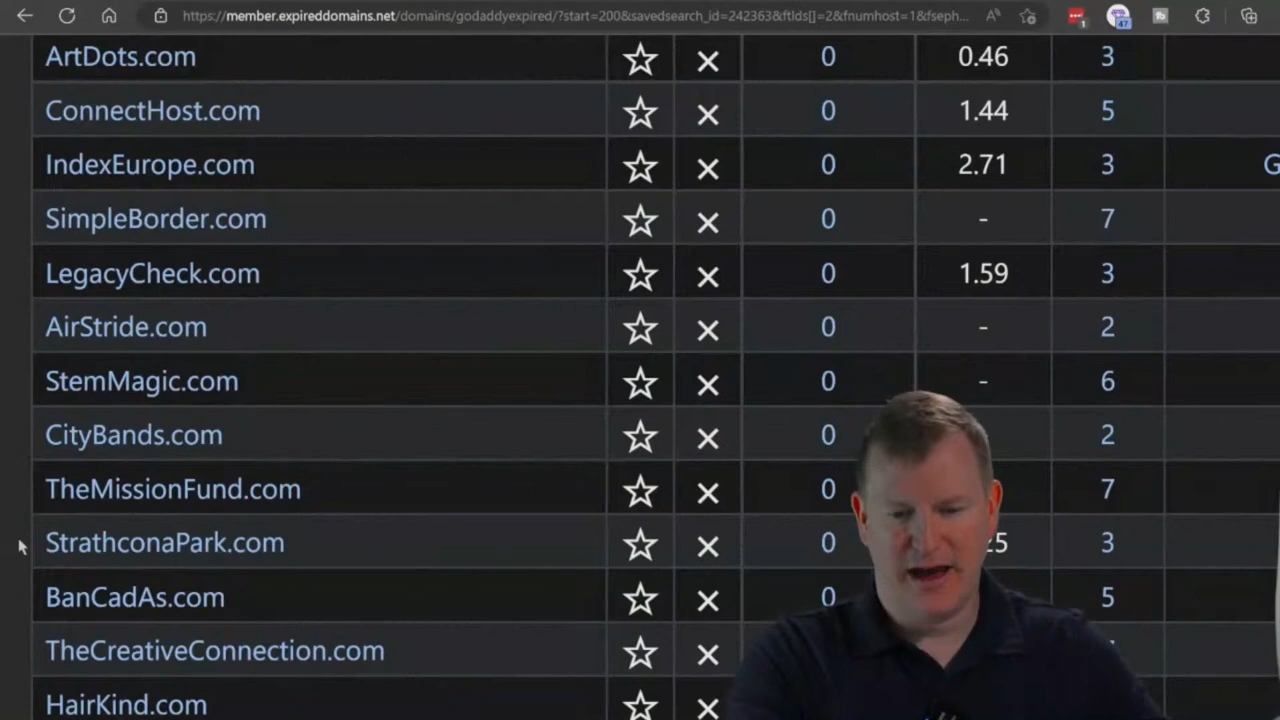 https://member.expireddomains.net/domains/godaddyexpired/?start=200&savedsearch_id=242363&ftlds[]=2&fnumhost=1&fseph... A 1 47
ArtDots.com 0 0.46 3
ConnectHost.com 0 1.44 5
IndexEurope.com 0 2.71 3 G
SimpleBorder.com 0 - 7
LegacyCheck.com 0 1.59 3
AirStride.com 0 - 2
StemMagic.com 0 - 6
CityBands.com 0 2
TheMissionFund.com 0 7
StrathconaPark.com 0 3
BanCadAs.com 0 5
TheCreativeConnection.com
HairKind.com